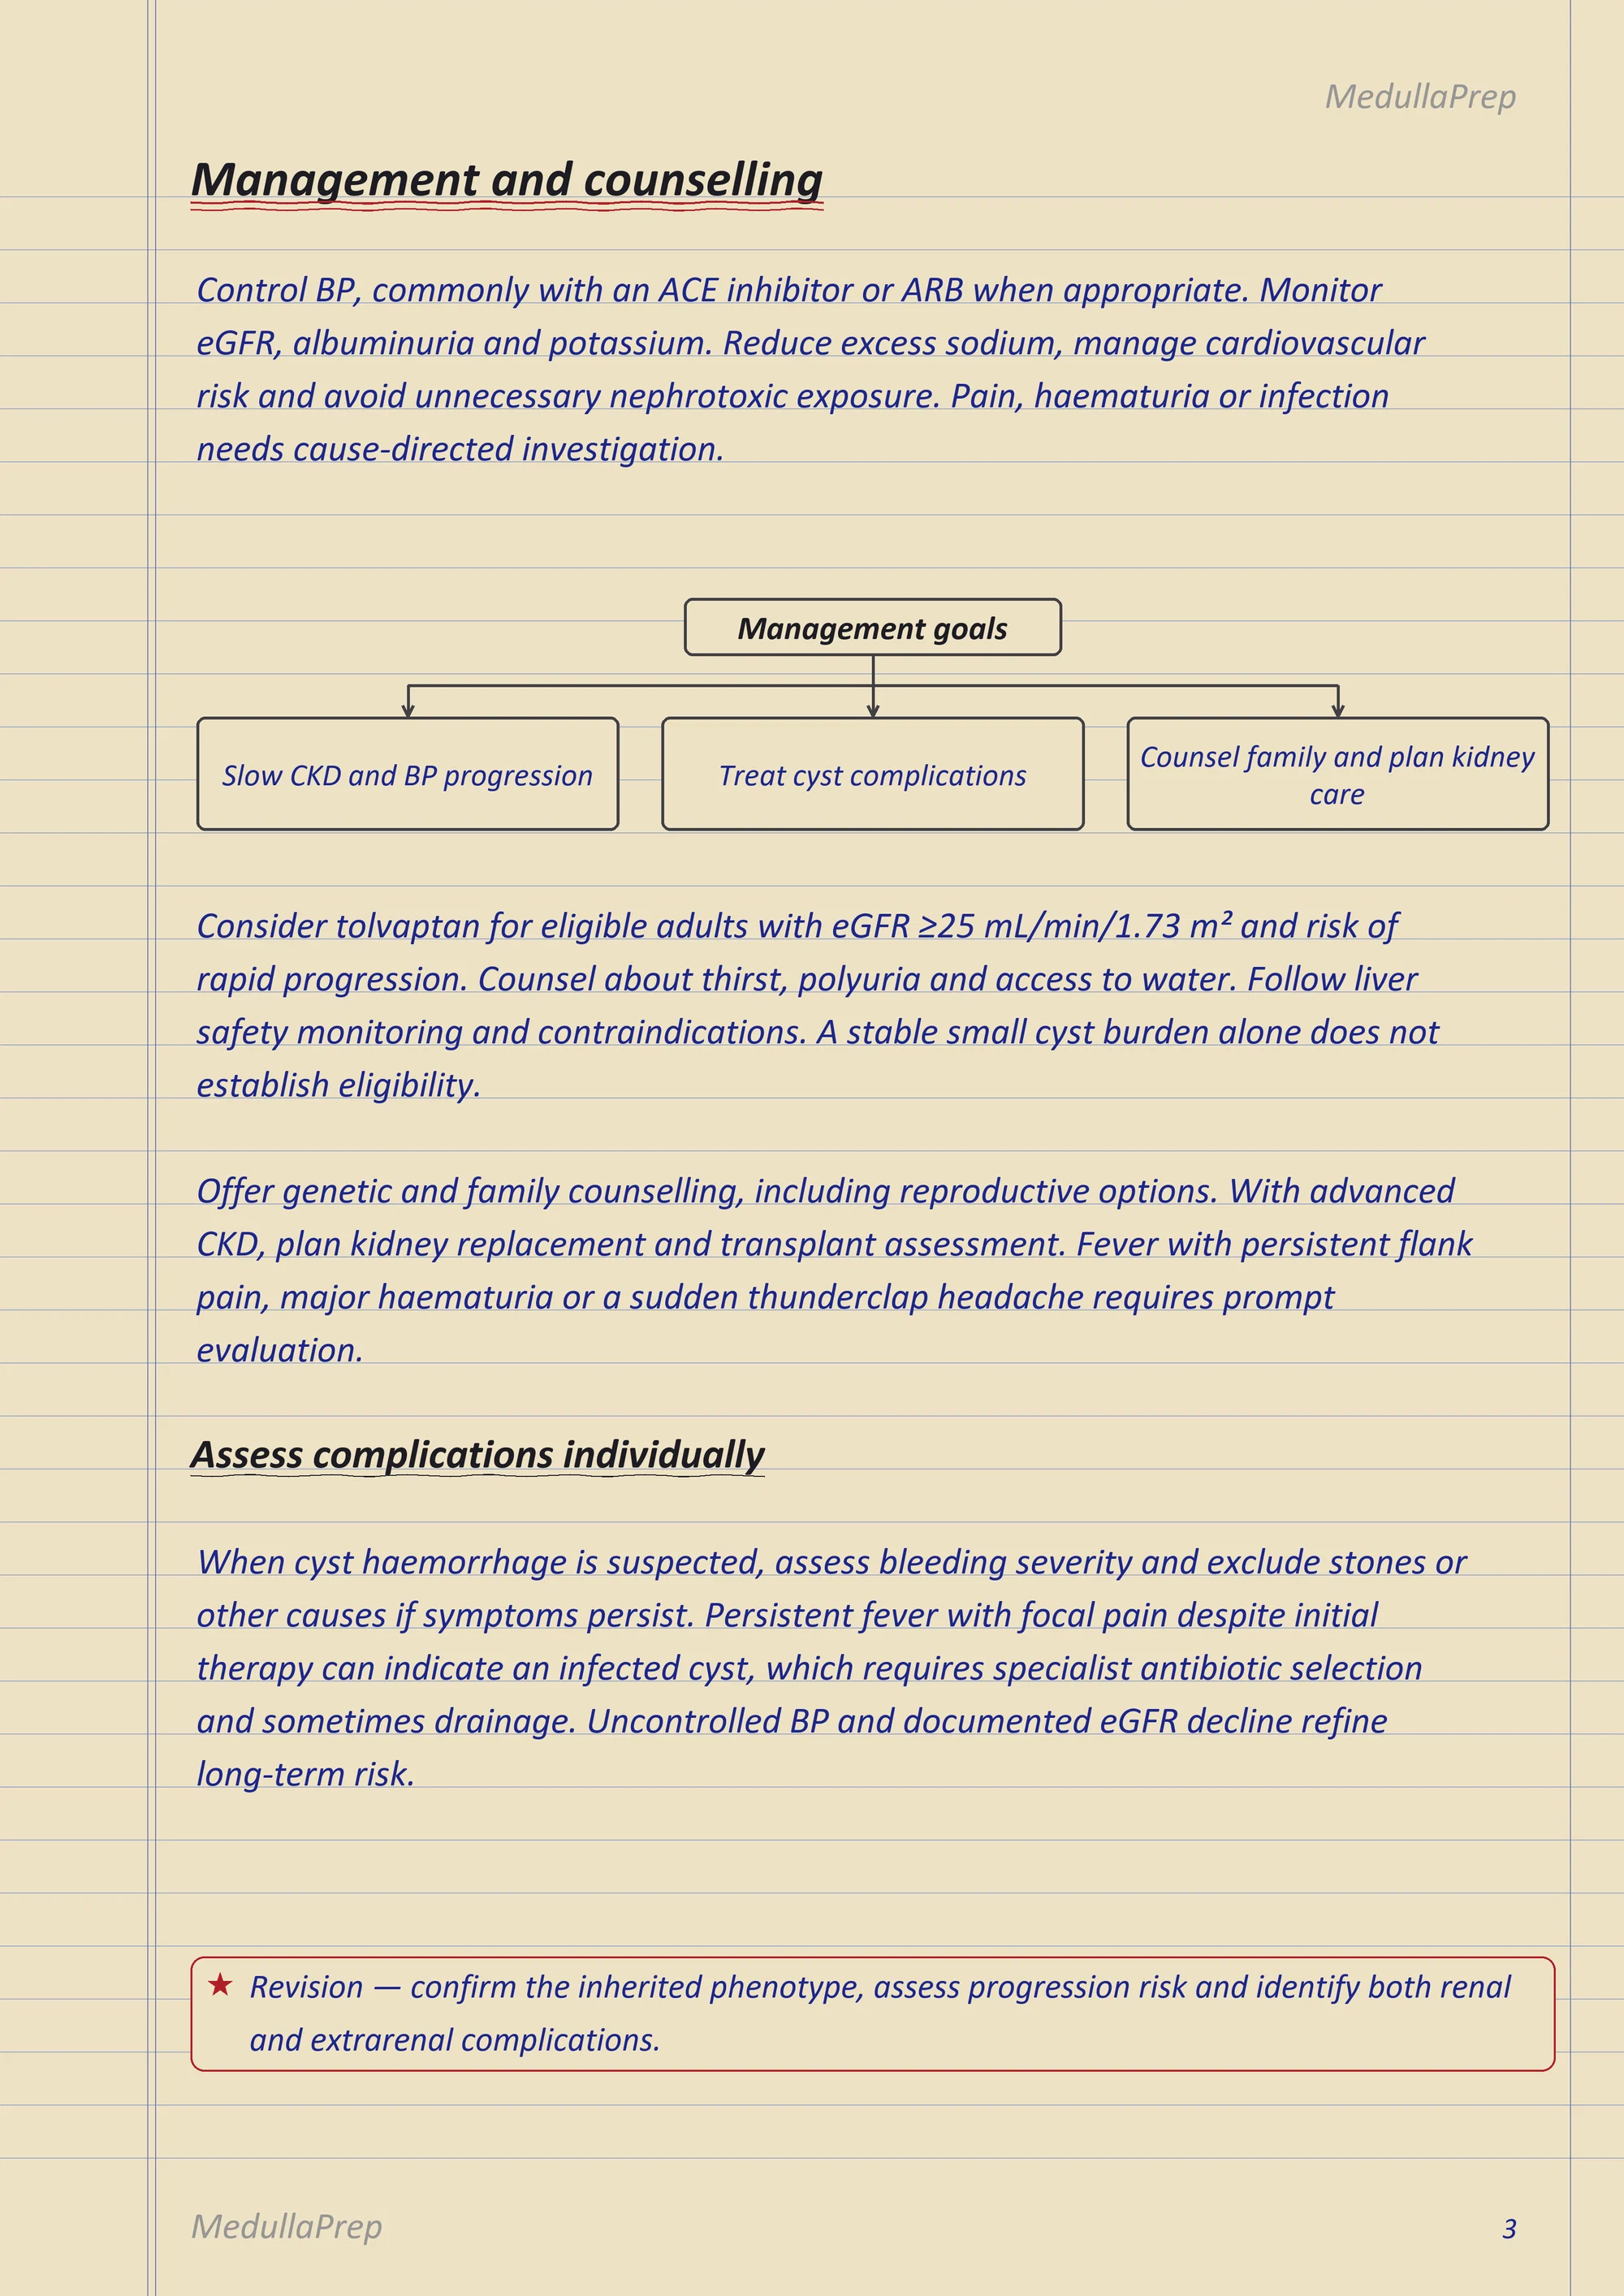 MedullaPrep
Management and counselling
Control BP, commonly with an ACE inhibitor or ARB when appropriate. Monitor
eGFR, albuminuria and potassium. Reduce excess sodium, manage cardiovascular
risk and avoid unnecessary nephrotoxic exposure. Pain, haematuria or infection
needs cause-directed investigation.
Management goals
Slow CKD and BP progression
Treat cyst complications
Counsel family and plan kidney
care
Consider tolvaptan for eligible adults with eGFR ≥25 mL/min/1.73 m² and risk of
rapid progression. Counsel about thirst, polyuria and access to water. Follow liver
safety monitoring and contraindications. A stable small cyst burden alone does not
establish eligibility.
Offer genetic and family counselling, including reproductive options. With advanced
CKD, plan kidney replacement and transplant assessment. Fever with persistent flank
pain, major haematuria or a sudden thunderclap headache requires prompt
evaluation.
Assess complications individually
When cyst haemorrhage is suspected, assess bleeding severity and exclude stones or
other causes if symptoms persist. Persistent fever with focal pain despite initial
therapy can indicate an infected cyst, which requires specialist antibiotic selection
and sometimes drainage. Uncontrolled BP and documented eGFR decline refine
long-term risk.
★ Revision — confirm the inherited phenotype, assess progression risk and identify both renal
and extrarenal complications.
MedullaPrep
3